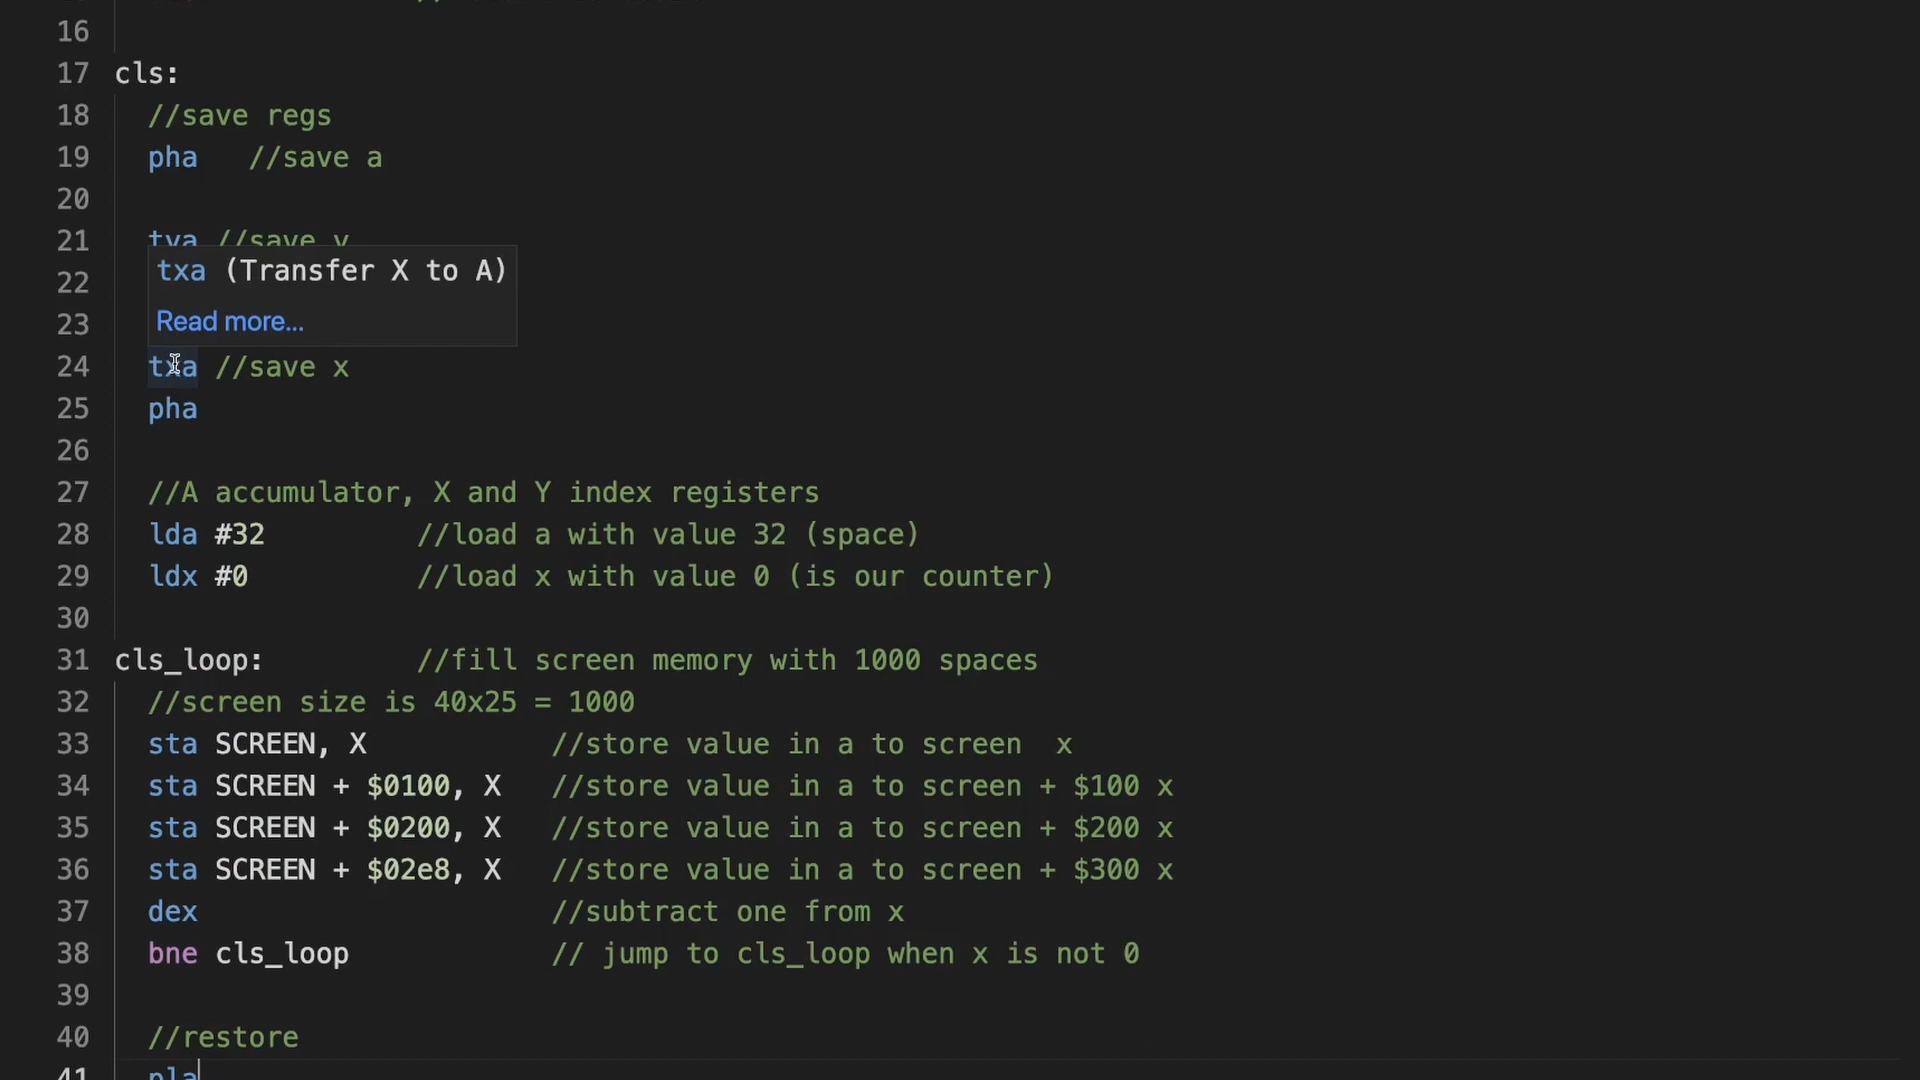 16
17 cls:
18 //save regs
19 pha //save a
20
21 tya //save y
txa (Transfer X to A)
22
Read more...
23
24 txa //save x
25 pha
26
27 //A accumulator, X and Y index registers
28 lda #32 //load a with value 32 (space)
29 ldx #0 //load x with value 0 (is our counter)
30
31 cls_loop: //fill screen memory with 1000 spaces
32 //screen size is 40x25 = 1000
33 sta SCREEN, X //store value in a to screen x
34 sta SCREEN + $0100, X //store value in a to screen + $100 x
35 sta SCREEN + $0200, X //store value in a to screen + $200 x
36 sta SCREEN + $02e8, X //store value in a to screen + $300 x
37 dex //subtract one from x
38 bne cls_loop // jump to cls_loop when x is not 0
39
40 //restore
41 pla